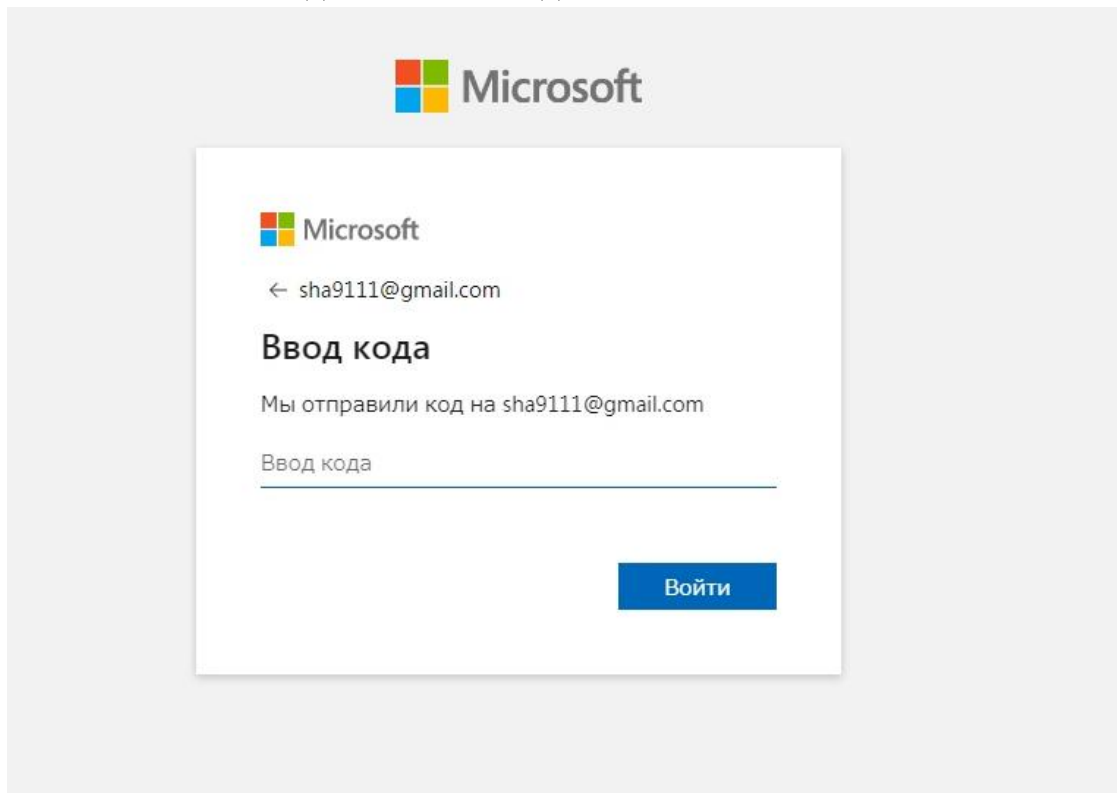 Microsoft
Microsoft
← sha9111@gmail.com
Ввод кода
Мы отправили код на sha9111@gmail.com
Ввод кода
Войти